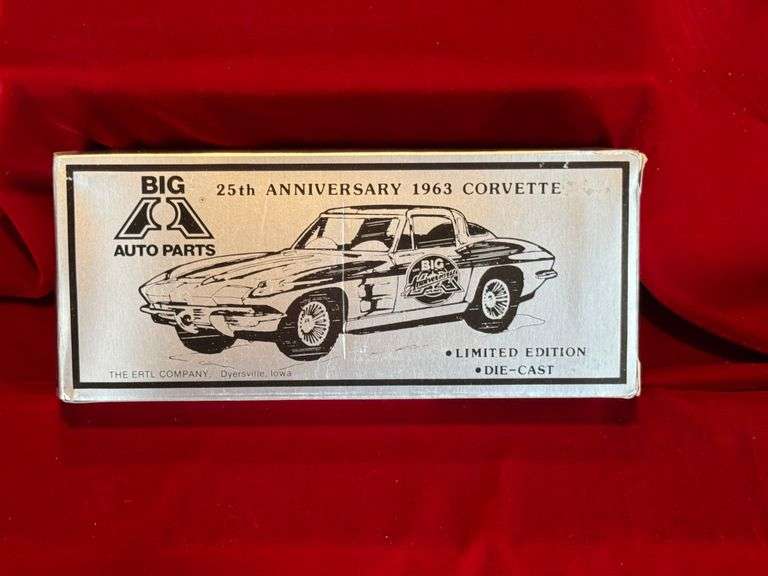 BIG
A
AUTO PARTS
25th ANNIVERSARY 1963 CORVETTE
BIG
• LIMITED EDITION
• DIE-CAST
THE ERTL COMPANY, Dyersville, Iowa